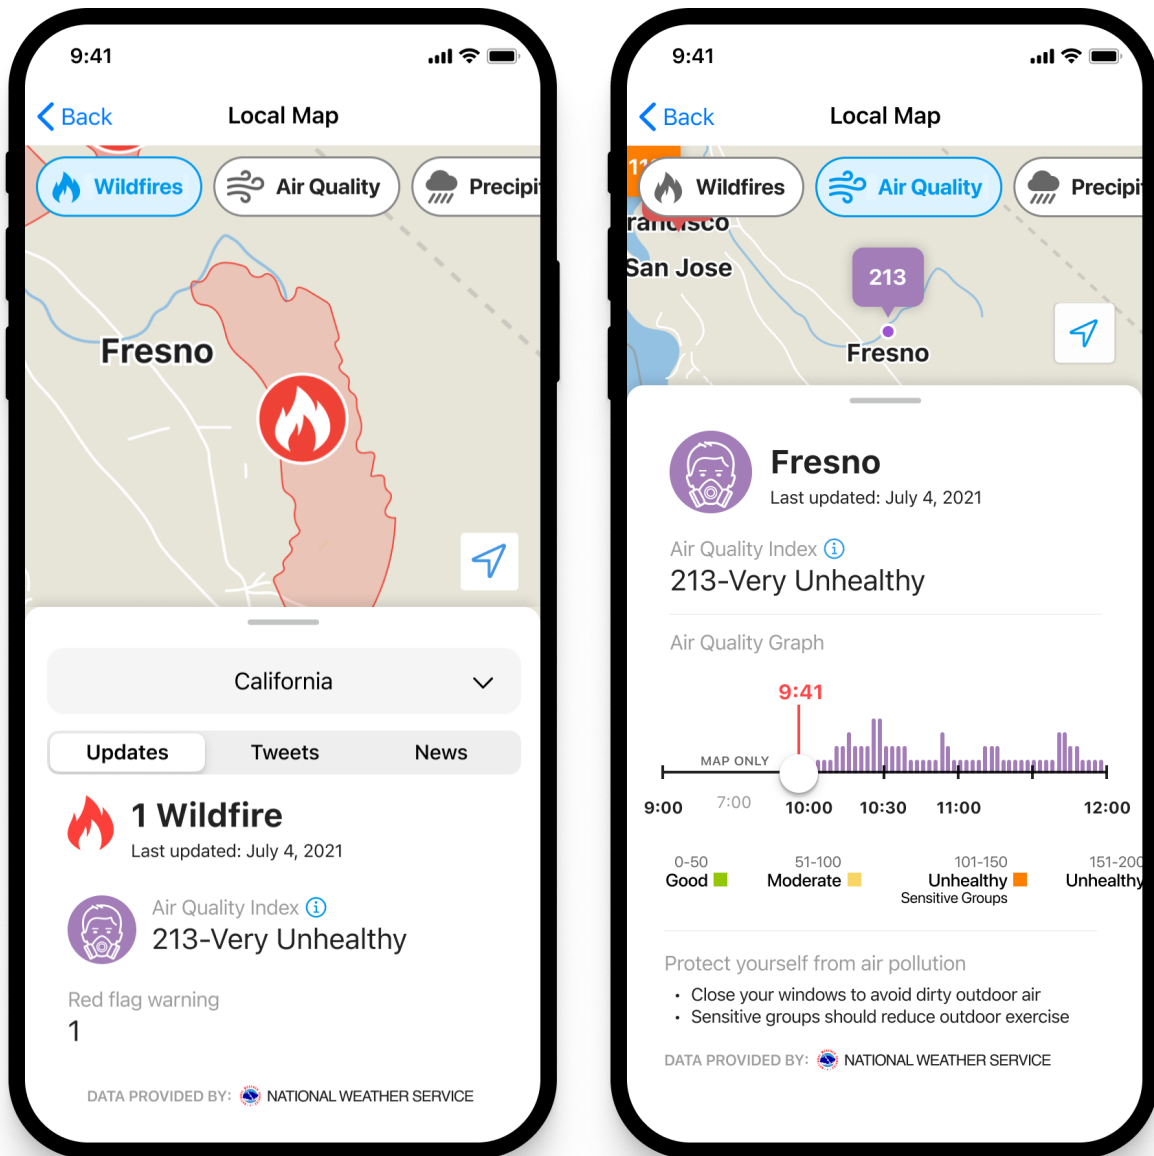 9:41
Back
Local Map
Wildfires
Air Quality
Precipi
Fresno
California
Updates
Tweets
News
1 Wildfire
Last updated: July 4, 2021
Air Quality Index
213-Very Unhealthy
Red flag warning
1
DATA PROVIDED BY: NATIONAL WEATHER SERVICE
9:41
Back
Local Map
Wildfires
Air Quality
Precipi
rancisco
San Jose
213
Fresno
Fresno
Last updated: July 4, 2021
Air Quality Index
213-Very Unhealthy
Air Quality Graph
9:41
MAP ONLY
9:00 7:00 10:00 10:30 11:00 12:00
0-50 51-100 101-150 151-200
Good Moderate Unhealthy Unhealthy
Sensitive Groups
Protect yourself from air pollution
• Close your windows to avoid dirty outdoor air
• Sensitive groups should reduce outdoor exercise
DATA PROVIDED BY: NATIONAL WEATHER SERVICE